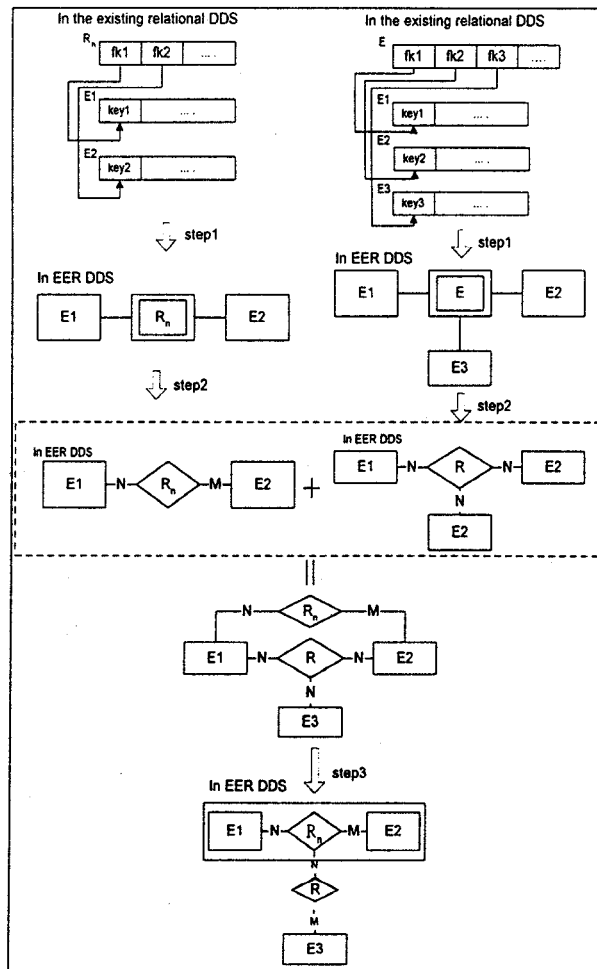 In the existing relational DDS
In the existing relational DDS
Rn
fk1 fk2 ....
E1
key1 ....
E2
key2 ....
E
fk1 fk2 fk3 ....
E1
key1 ....
E2
key2 ....
E3
key3 ....
step1
step1
In EER DDS
E1 Rn E2
In EER DDS
E1 E E2
E3
step2
step2
In EER DDS
E1 N Rn M E2
+
In EER DDS
E1 N R N E2
N
E2
N Rn M
E1 N R N E2
N
E3
step3
In EER DDS
E1 N Rn M E2
N
R
M
E3